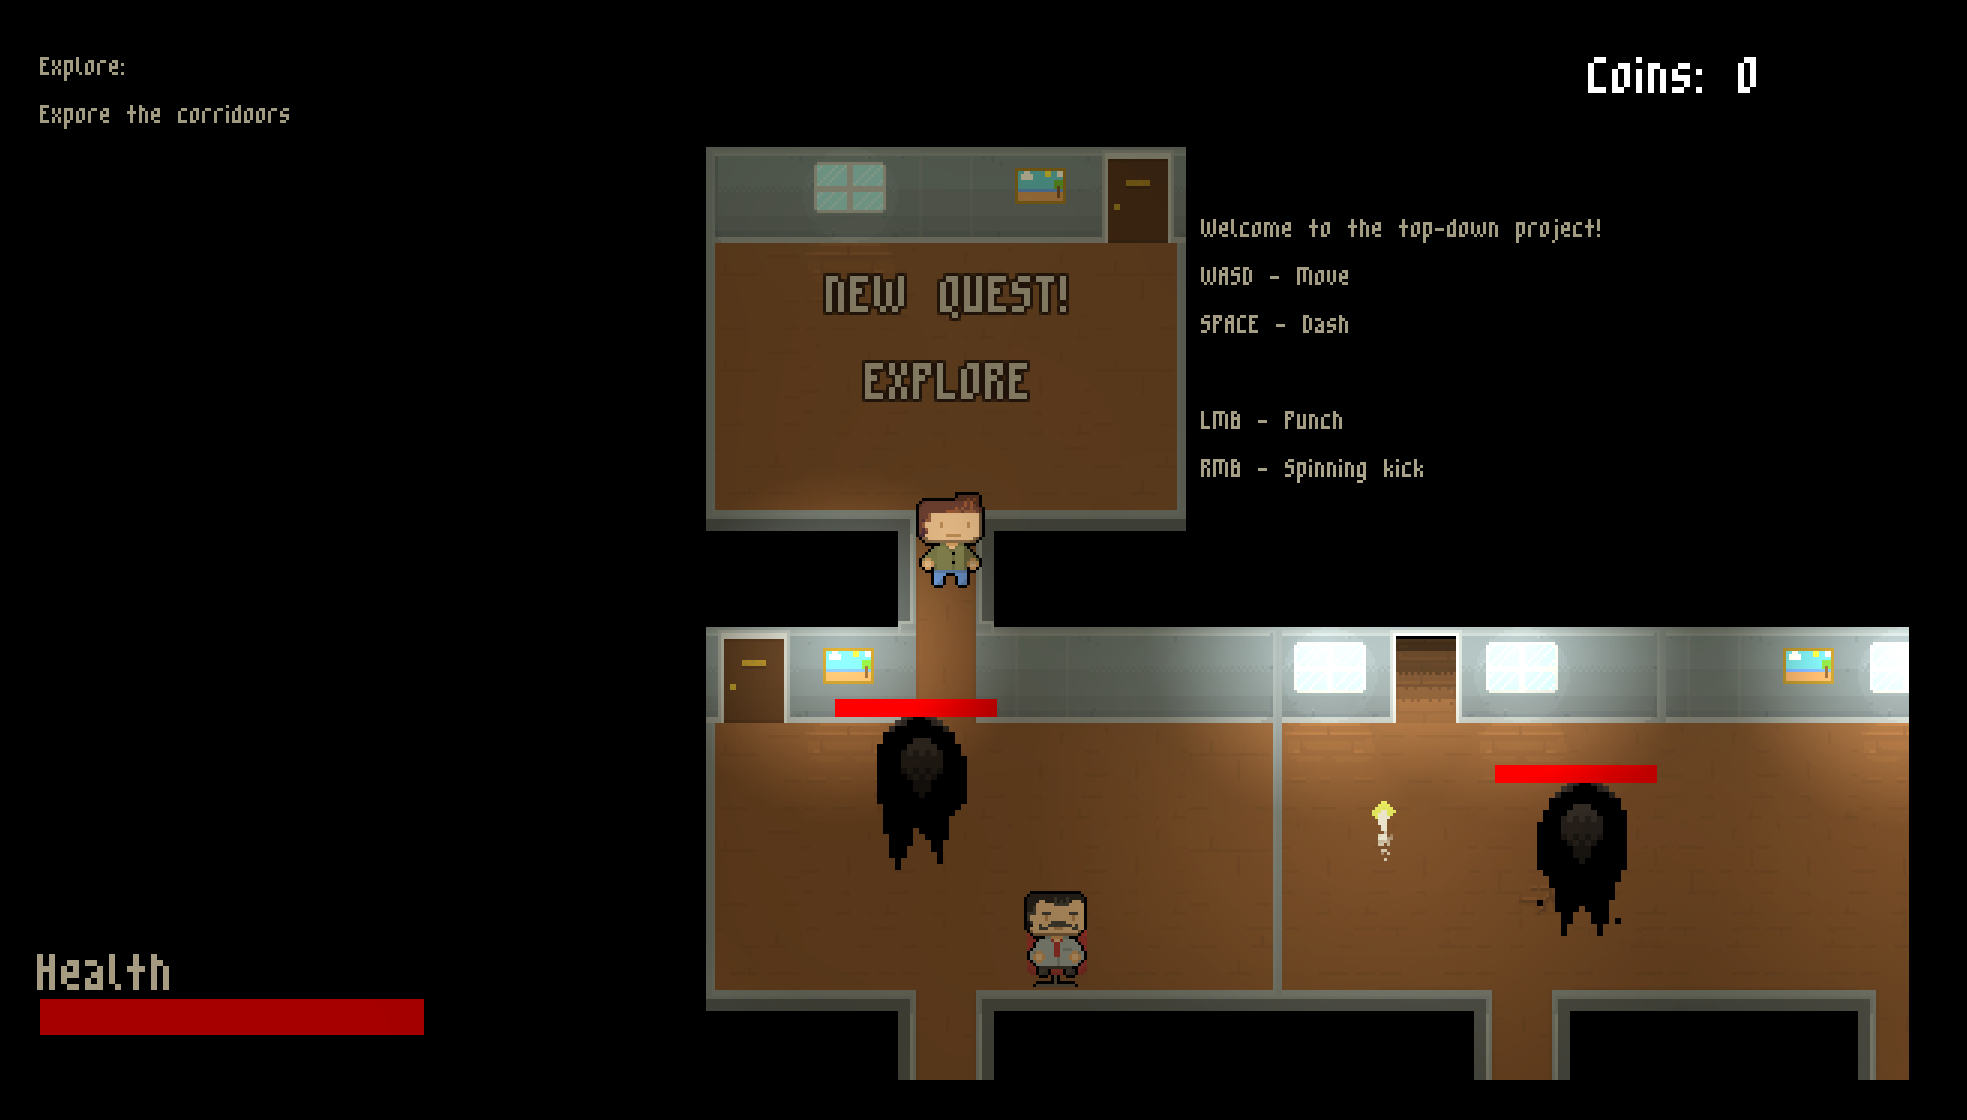 Explore:
Expore the corridoors
Coins: 0
NEW QUEST!
EXPLORE
Welcome to the top-down project!
WASD - Move
SPACE - Dash
LMB - Punch
RMB - Spinning kick
Health